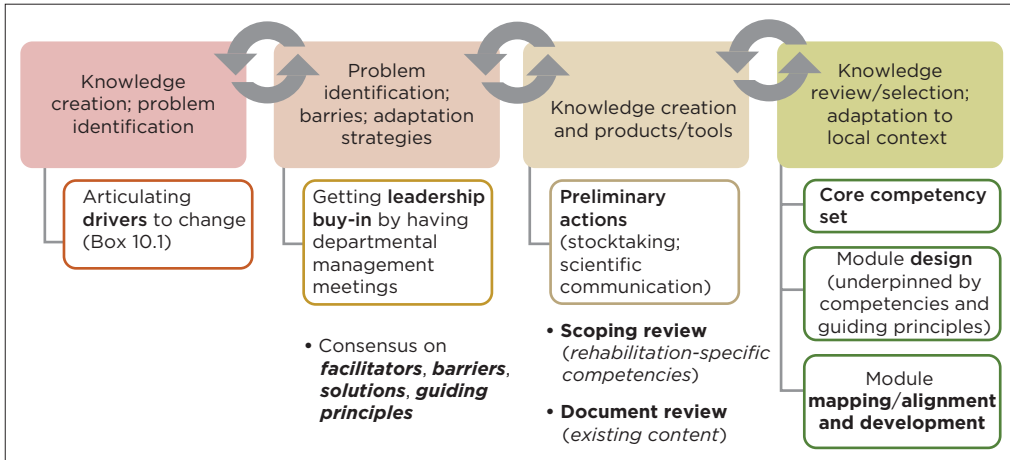 Knowledge
creation; problem
identification
Articulating
drivers to change
(Box 10.1)
Problem
identification;
barries; adaptation
strategies
Getting leadership
buy-in by having
departmental
management
meetings
• Consensus on
facilitators, barriers,
solutions, guiding
principles
Knowledge creation
and products/tools
Preliminary
actions
(stocktaking;
scientific
communication)
• Scoping review
(rehabilitation-specific
competencies)
• Document review
(existing content)
Knowledge
review/selection;
adaptation to
local context
Core competency
set
Module design
(underpinned by
competencies and
guiding principles)
Module
mapping/alignment
and development